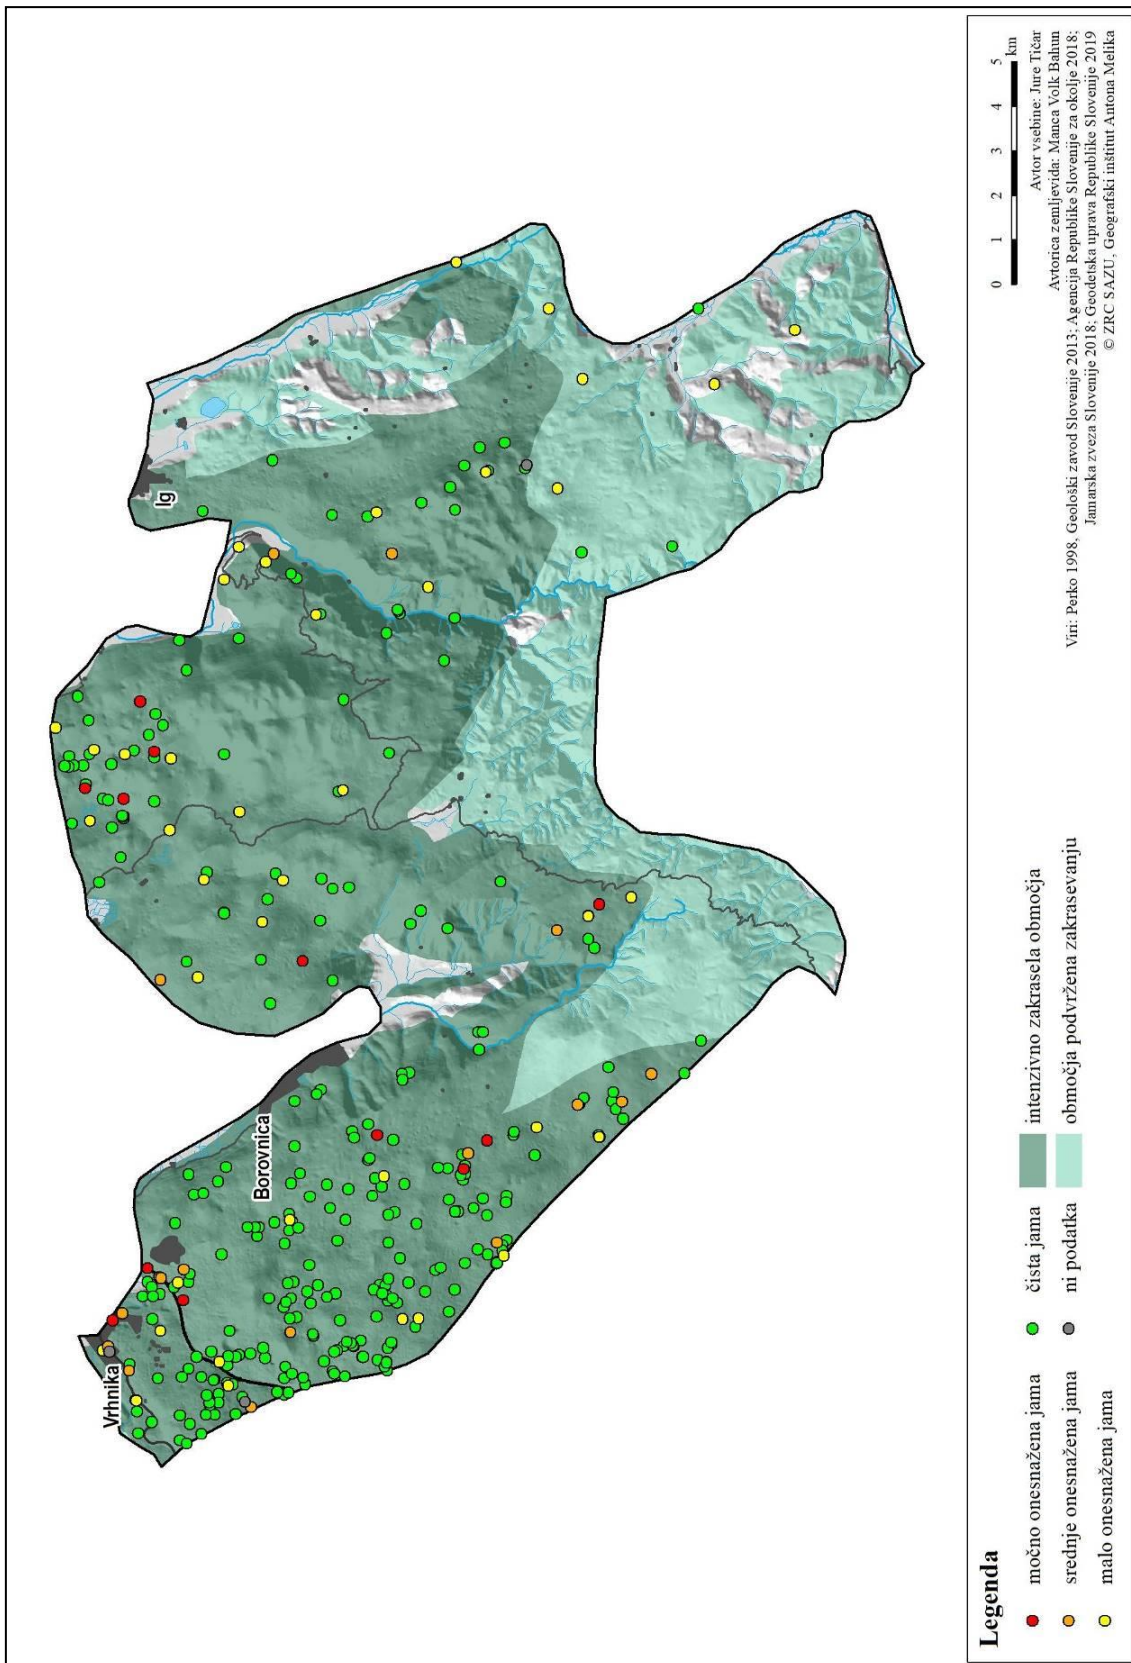 Vrhnika
Borovnica
Ig
Legenda
močno onesnažena jama
srednje onesnažena jama
malo onesnažena jama
čista jama
ni podatka
intenzivno zakrasela območja
območja podvržena zakrasevanju
0 1 2 3 4 5
km
Avtor vsebine: Jure Tičar
Avtorica zemljevida: Manca Volk Bahun
Viri: Perko 1998, Geološki zavod Slovenije 2013; Agencija Republike Slovenije za okolje 2018;
Jamarska zveza Slovenije 2018; Geodetska uprava Republike Slovenije 2019
© ZRC SAZU, Geografski inštitut Antona Melika